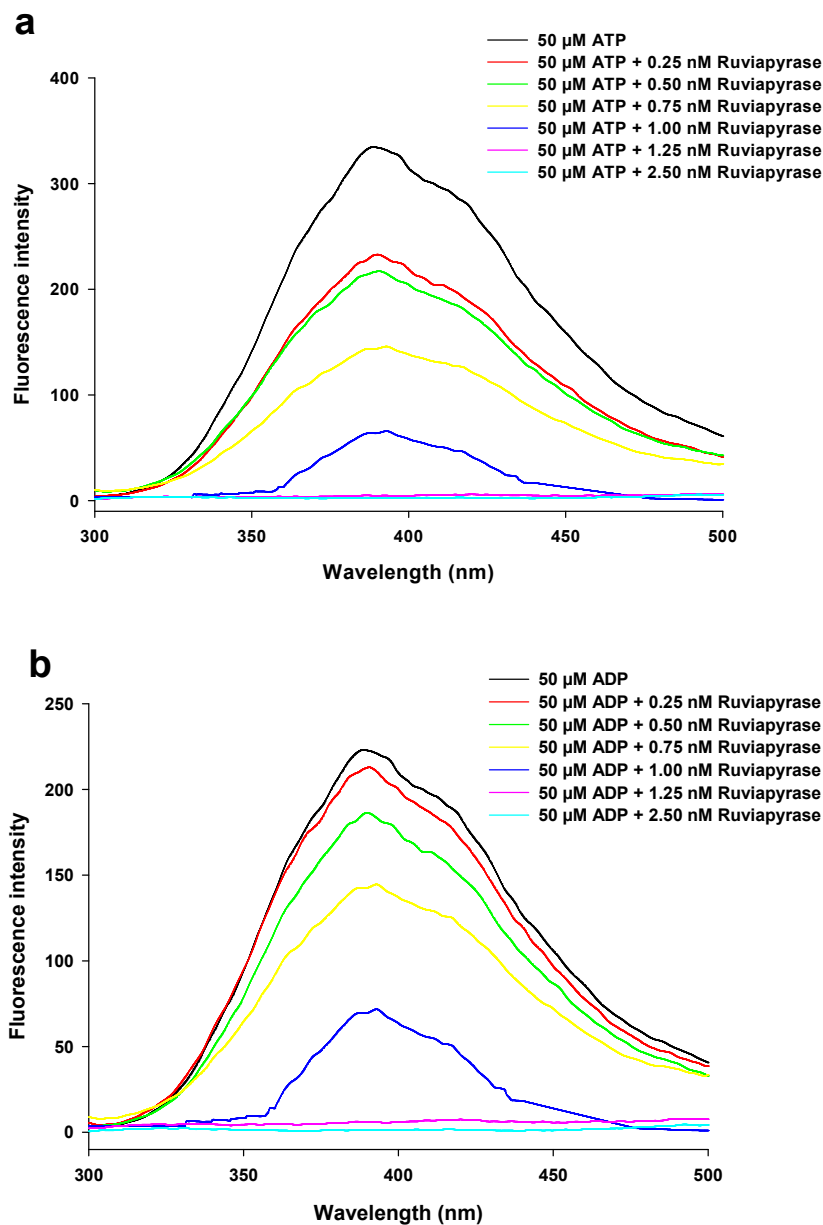 a
50 µM ATP
50 µM ATP + 0.25 nM Ruviapyrase
50 µM ATP + 0.50 nM Ruviapyrase
50 µM ATP + 0.75 nM Ruviapyrase
50 µM ATP + 1.00 nM Ruviapyrase
50 µM ATP + 1.25 nM Ruviapyrase
50 µM ATP + 2.50 nM Ruviapyrase
Fluorescence intensity
400
300
200
100
0
300 350 400 450 500
Wavelength (nm)
b
50 µM ADP
50 µM ADP + 0.25 nM Ruviapyrase
50 µM ADP + 0.50 nM Ruviapyrase
50 µM ADP + 0.75 nM Ruviapyrase
50 µM ADP + 1.00 nM Ruviapyrase
50 µM ADP + 1.25 nM Ruviapyrase
50 µM ADP + 2.50 nM Ruviapyrase
Fluorescence intensity
250
200
150
100
50
0
300 350 400 450 500
Wavelength (nm)